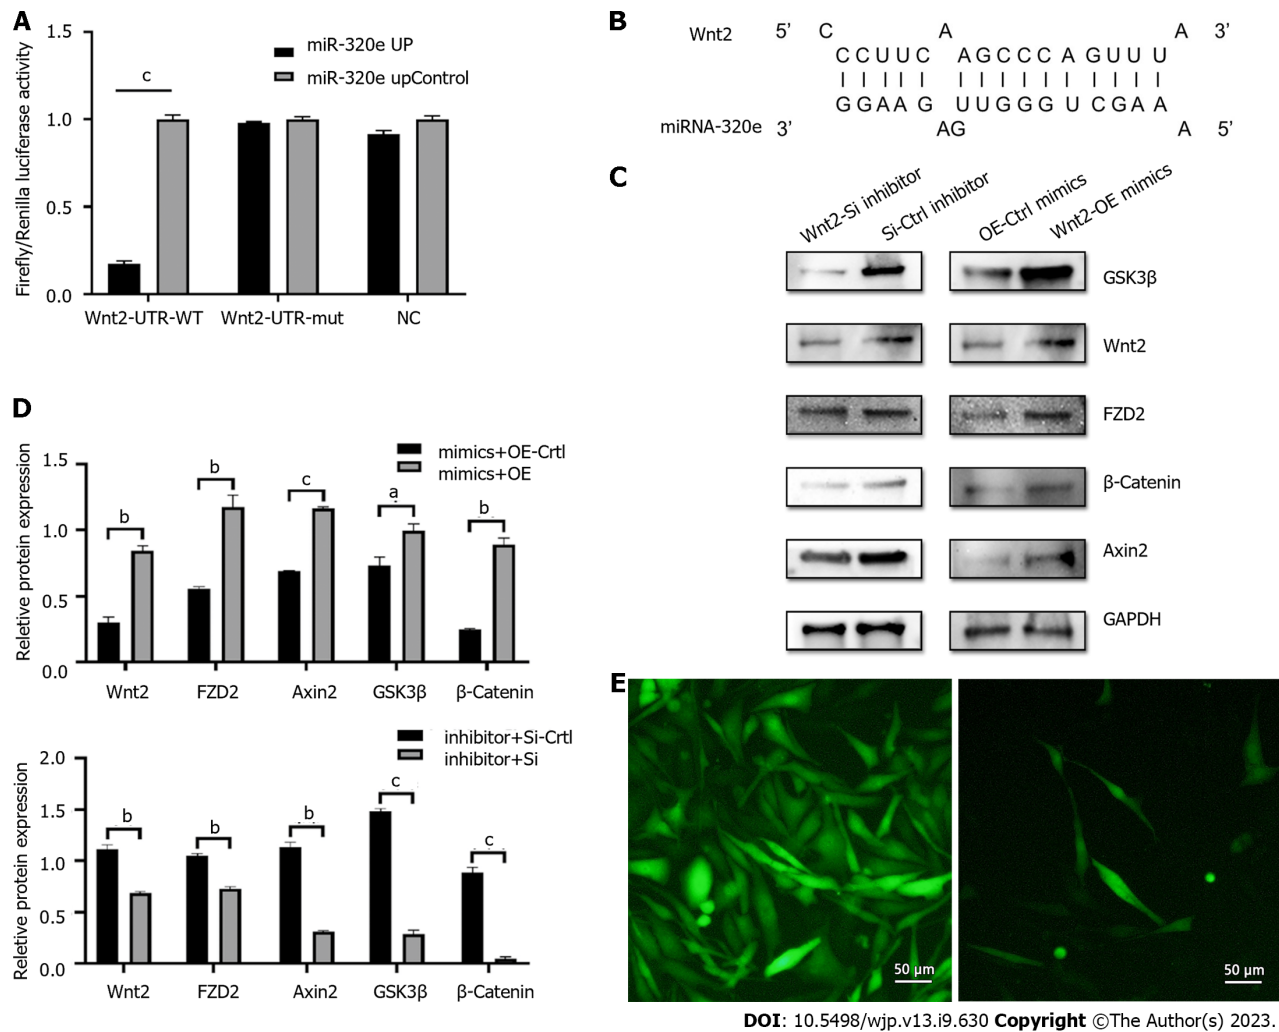 A
Firefly/Renilla luciferase activity
1.5
1.0
0.5
0.0
c
miR-320e UP
miR-320e upControl
Wnt2-UTR-WT Wnt2-UTR-mut NC
B
Wnt2 5’ C A A 3’
C C U U C A G C C C A G U U U
G G A A G U U G G G U C G A A
miRNA-320e 3’ AG A 5’
C
Wnt2-Si inhibitor
Si-Ctrl inhibitor
OE-Ctrl mimics
Wnt2-OE mimics
GSK3β
Wnt2
FZD2
β-Catenin
Axin2
GAPDH
D
Reletive protein expression
1.5
1.0
0.5
0.0
mimics+OE-Crtl
mimics+OE
b b c a b
Wnt2 FZD2 Axin2 GSK3β β-Catenin
Reletive protein expression
2.0
1.5
1.0
0.5
0.0
inhibitor+Si-Crtl
inhibitor+Si
b b b c c
Wnt2 FZD2 Axin2 GSK3β β-Catenin
E
50 μm
50 μm
DOI: 10.5498/wjp.v13.i9.630 Copyright ©The Author(s) 2023.